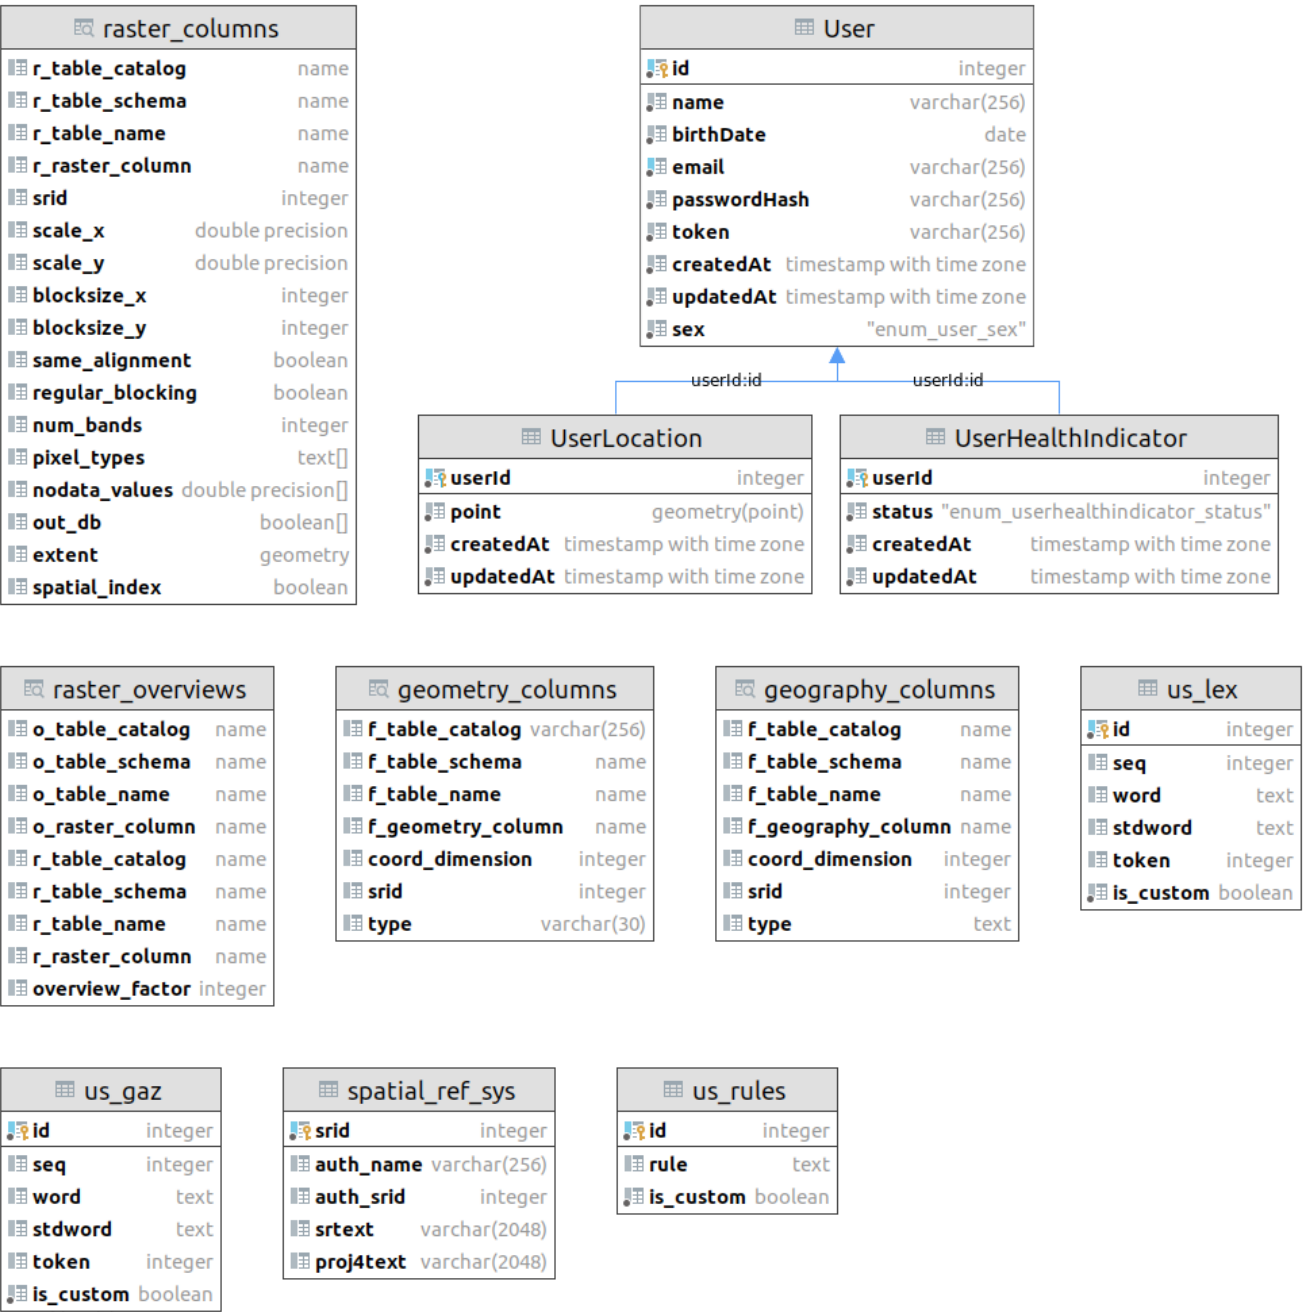 raster_columns
r_table_catalog name
r_table_schema name
r_table_name name
r_raster_column name
srid integer
scale_x double precision
scale_y double precision
blocksize_x integer
blocksize_y integer
same_alignment boolean
regular_blocking boolean
num_bands integer
pixel_types text[]
nodata_values double precision[]
out_db boolean[]
extent geometry
spatial_index boolean
User
id integer
name varchar(256)
birthDate date
email varchar(256)
passwordHash varchar(256)
token varchar(256)
createdAt timestamp with time zone
updatedAt timestamp with time zone
sex "enum_user_sex"
userId:id
userId:id
UserLocation
userId integer
point geometry(point)
createdAt timestamp with time zone
updatedAt timestamp with time zone
UserHealthIndicator
userId integer
status "enum_userhealthindicator_status"
createdAt timestamp with time zone
updatedAt timestamp with time zone
raster_overviews
o_table_catalog name
o_table_schema name
o_table_name name
o_raster_column name
r_table_catalog name
r_table_schema name
r_table_name name
r_raster_column name
overview_factor integer
geometry_columns
f_table_catalog varchar(256)
f_table_schema name
f_table_name name
f_geometry_column name
coord_dimension integer
srid integer
type varchar(30)
geography_columns
f_table_catalog name
f_table_schema name
f_table_name name
f_geography_column name
coord_dimension integer
srid integer
type text
us_lex
id integer
seq integer
word text
stdword text
token integer
is_custom boolean
us_gaz
id integer
seq integer
word text
stdword text
token integer
is_custom boolean
spatial_ref_sys
srid integer
auth_name varchar(256)
auth_srid integer
srtext varchar(2048)
proj4text varchar(2048)
us_rules
id integer
rule text
is_custom boolean